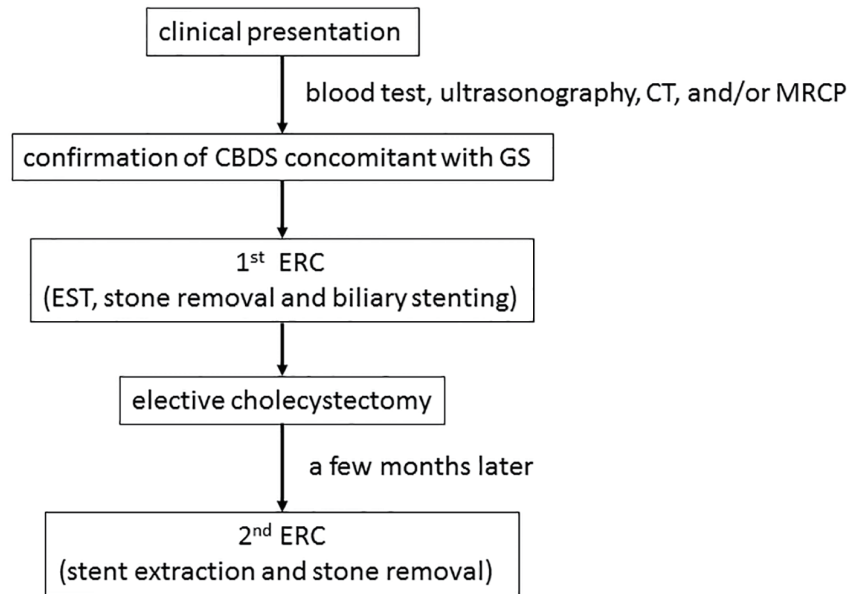 clinical presentation
blood test, ultrasonography, CT, and/or MRCP
confirmation of CBDS concomitant with GS
1st ERC
(EST, stone removal and biliary stenting)
elective cholecystectomy
a few months later
2nd ERC
(stent extraction and stone removal)